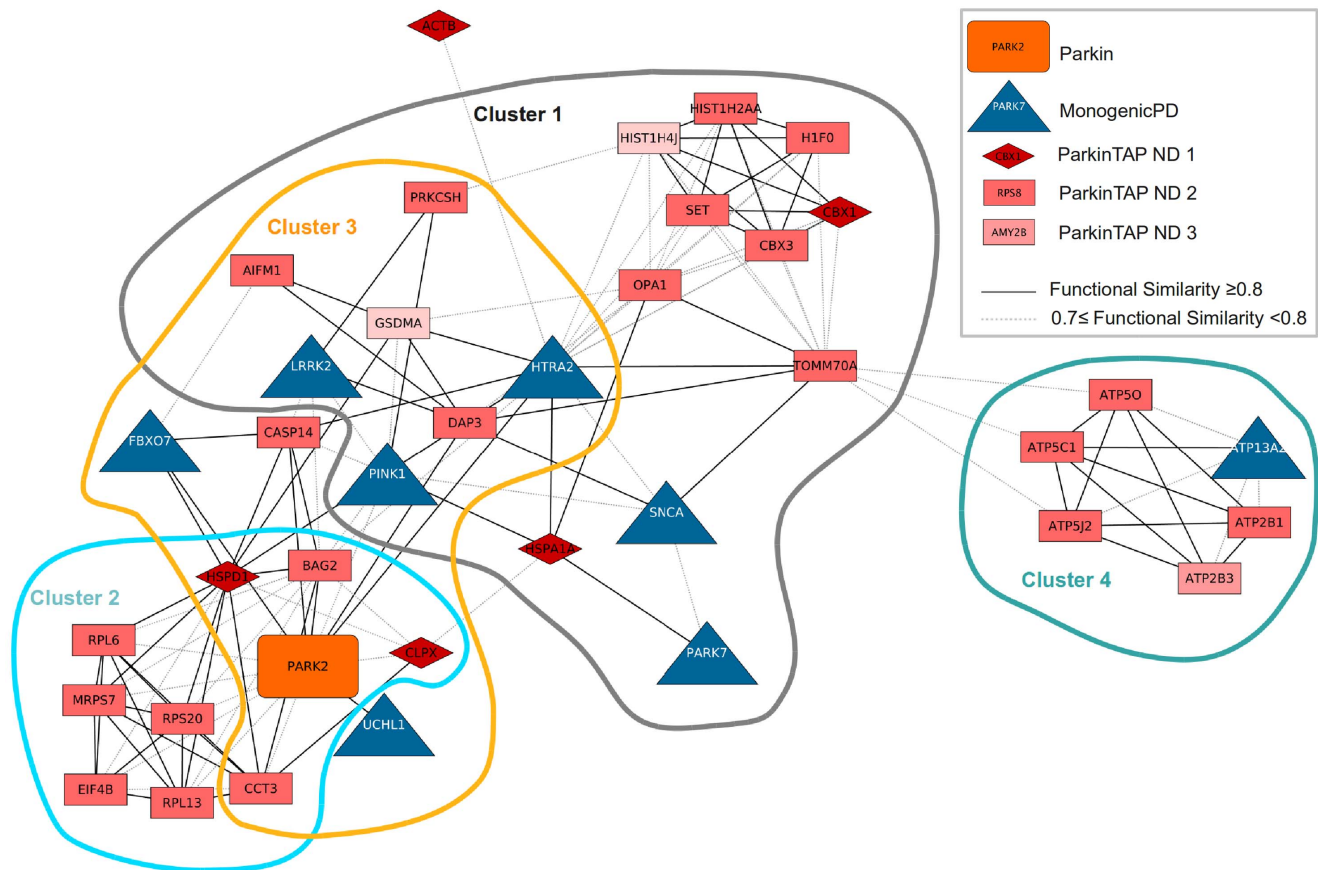 ACTB
Cluster 1
HIST1H2AA
HIST1H4J
H1F0
PRKCSH
SET
CBX1
CBX3
Cluster 3
AIFM1
OPA1
GSDMA
LRRK2
HTRA2
TOMM70A
DAP3
CASP14
FBXO7
PINK1
SNCA
HSPA1A
BAG2
HSPD1
Cluster 2
RPL6
PARK2
CLPX
PARK7
MRPS7
RPS20
UCHL1
EIF4B
RPL13
CCT3
ATP5O
ATP5C1
ATP13A2
ATP5J2
ATP2B1
ATP2B3
Cluster 4
PARK2
Parkin
PARK7
MonogenicPD
CBX1
ParkinTAP ND 1
RPS8
ParkinTAP ND 2
AMY2B
ParkinTAP ND 3
Functional Similarity ≥0.8
0.7≤ Functional Similarity <0.8